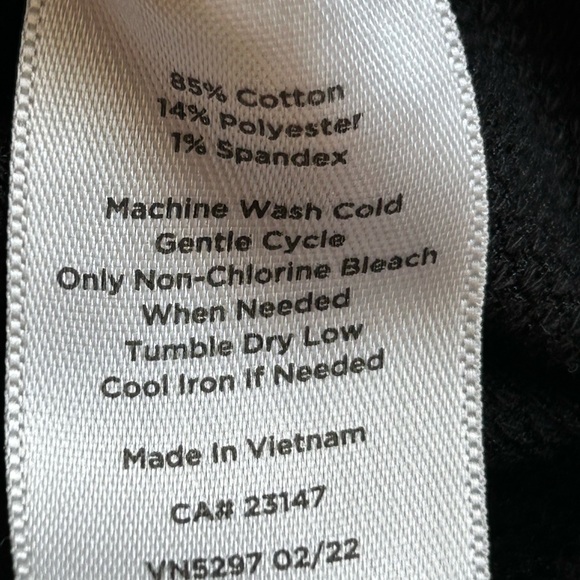 85% Cotton
14% Polyester
1% Spandex
Machine Wash Cold
Gentle Cycle
Only Non-Chlorine Bleach
When Needed
Tumble Dry Low
Cool Iron If Needed
Made In Vietnam
CA# 23147
VN5297 02/22